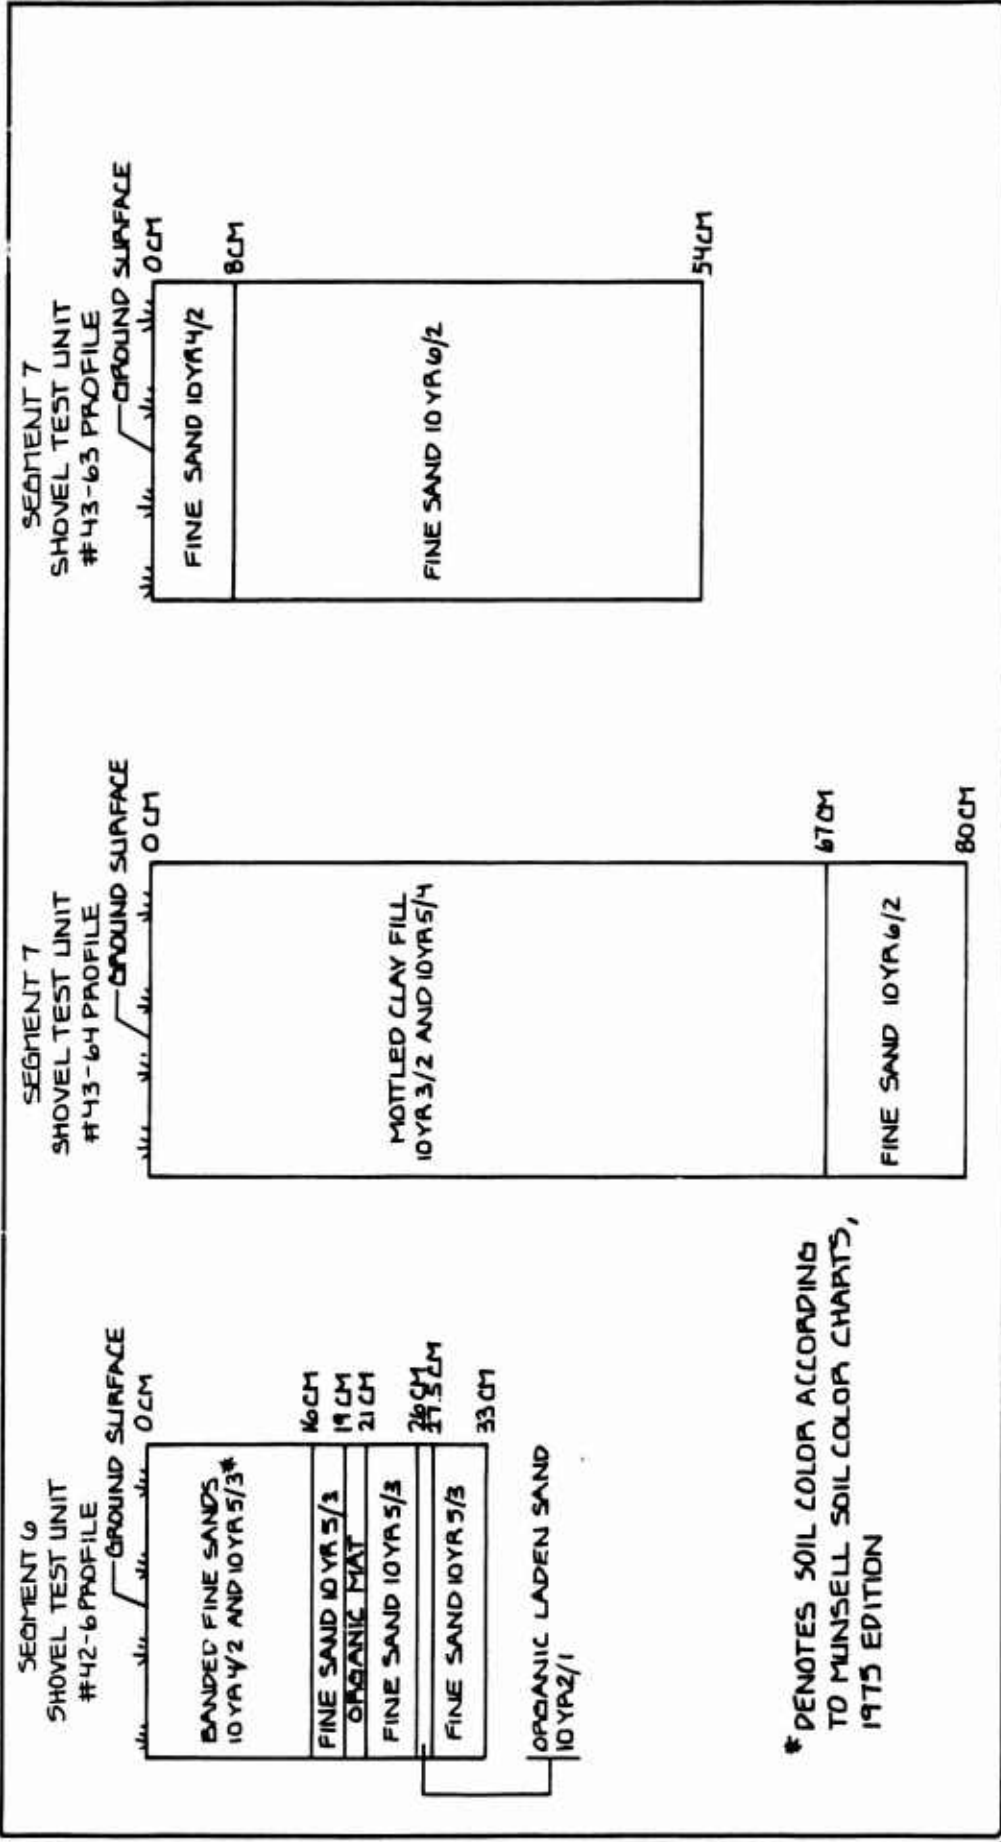 SEGMENT 6
SHOVEL TEST UNIT
#42-6 PROFILE
GROUND SURFACE
0 CM
BANDED FINE SANDS
10YR 4/2 AND 10YR 5/3*
16 CM
FINE SAND 10YR 5/3
19 CM
ORGANIC MAT
21 CM
FINE SAND 10YR 5/3
26 CM
27.5 CM
FINE SAND 10YR 5/3
33 CM
ORGANIC LADEN SAND
10YR 2/1
SEGMENT 7
SHOVEL TEST UNIT
#43-64 PROFILE
GROUND SURFACE
0 CM
MOTTLED CLAY FILL
10YR 3/2 AND 10YR 5/4
67 CM
FINE SAND 10YR 6/2
80 CM
SEGMENT 7
SHOVEL TEST UNIT
#43-63 PROFILE
GROUND SURFACE
0 CM
FINE SAND 10YR 4/2
8 CM
FINE SAND 10YR 6/2
54 CM
* DENOTES SOIL COLOR ACCORDING
TO MUNSELL SOIL COLOR CHARTS,
1975 EDITION